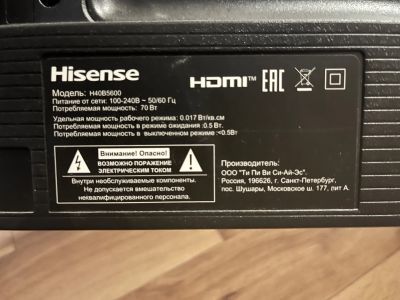 Hisense
HDMI™ EAC
Модель: H40B5600
Питание от сети: 100-240В ~ 50/60 Гц
Потребляемая мощность: 70 Вт
Удельная мощность рабочего режима: 0.017 Вт/кв.см
Потребляемая мощность в режиме ожидания :0.5 Вт.
Потребляемая мощность в выключенном режиме :<0.5Вт
Внимание! Опасно!
ВОЗМОЖНО ПОРАЖЕНИЕ
ЭЛЕКТРИЧЕСКИМ ТОКОМ
Внутри необслуживаемые компоненты.
Не допускается вмешательство
неквалифицированного персонала.
Производитель:
ООО "Ти Пи Ви Си-Ай-Эс".
Россия, 196626, г. Санкт-Петербург,
пос. Шушары, Московское ш. 177, лит А.